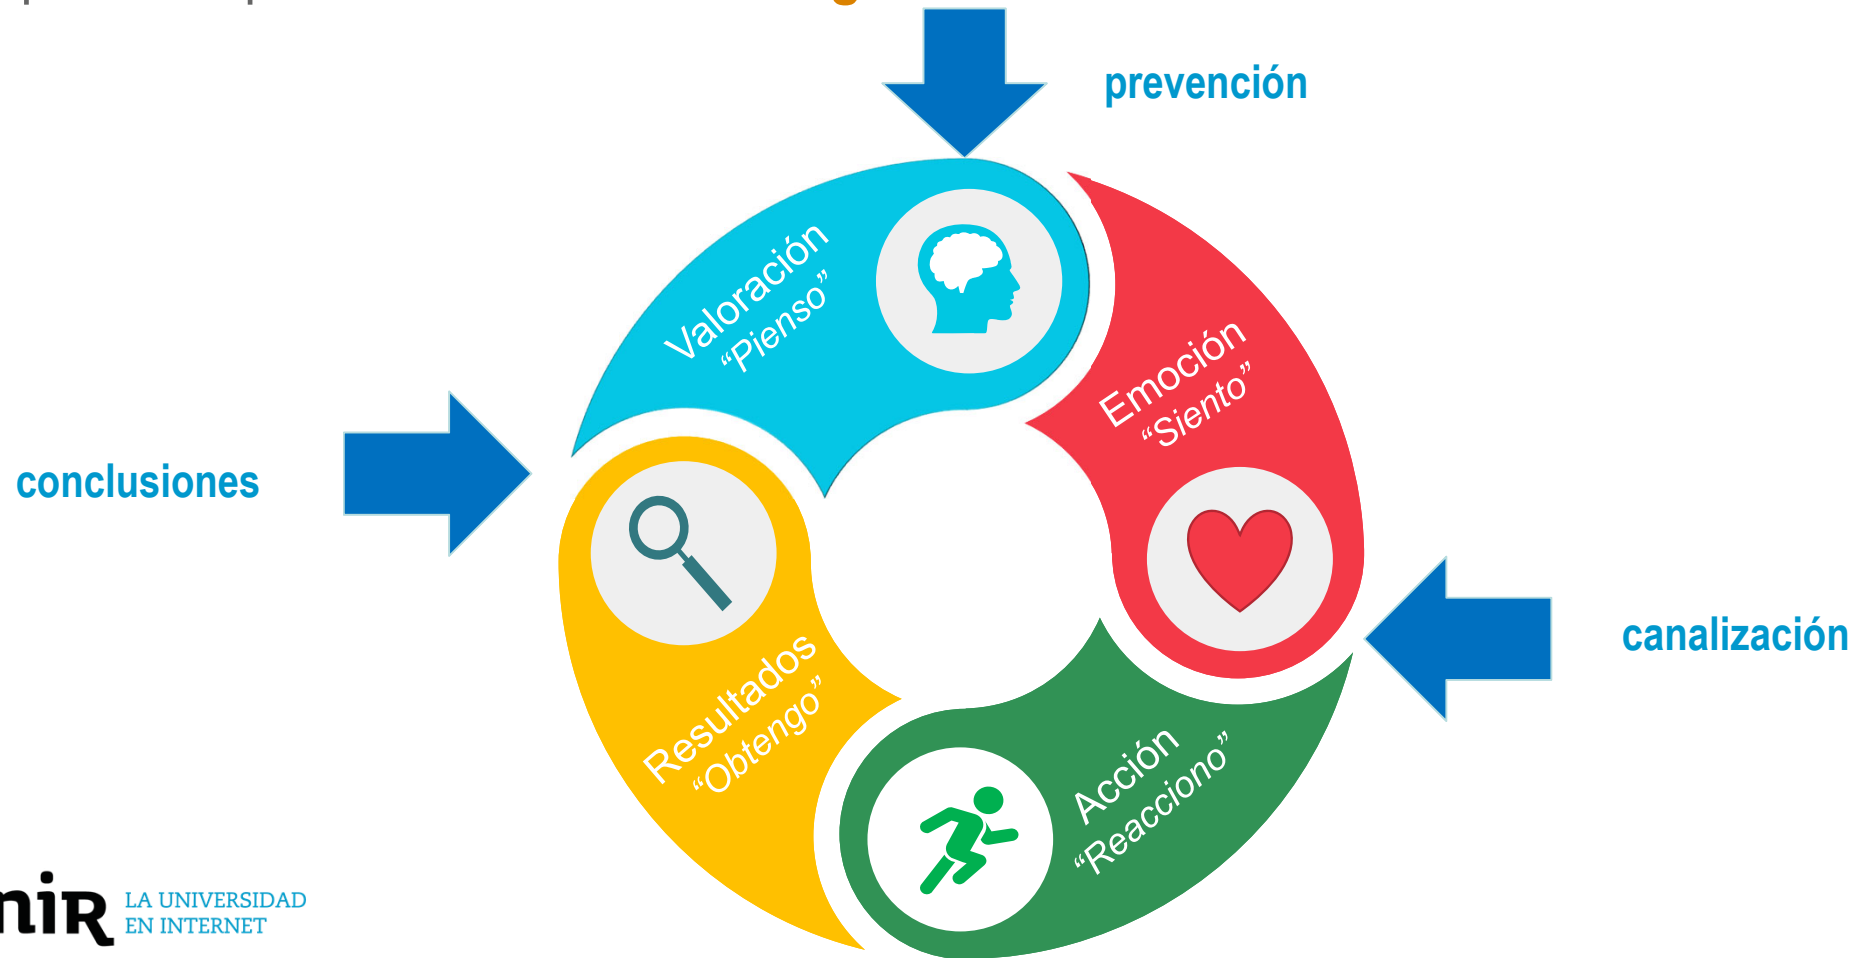 prevención
Valoración
“Pienso”
Emoción
“Siento”
conclusiones
canalización
Resultados
“Obtengo”
Acción
“Reacciono”
LA UNIVERSIDAD
EN INTERNET